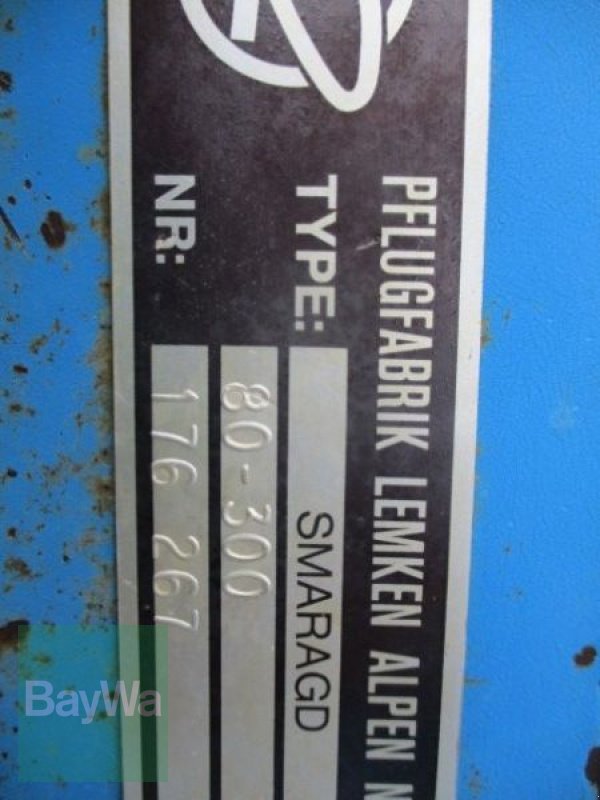 PFLUGFABRIK LEMKEN ALPEN
TYPE: SMARAGD
80-300
NR: 176 267
BayWa